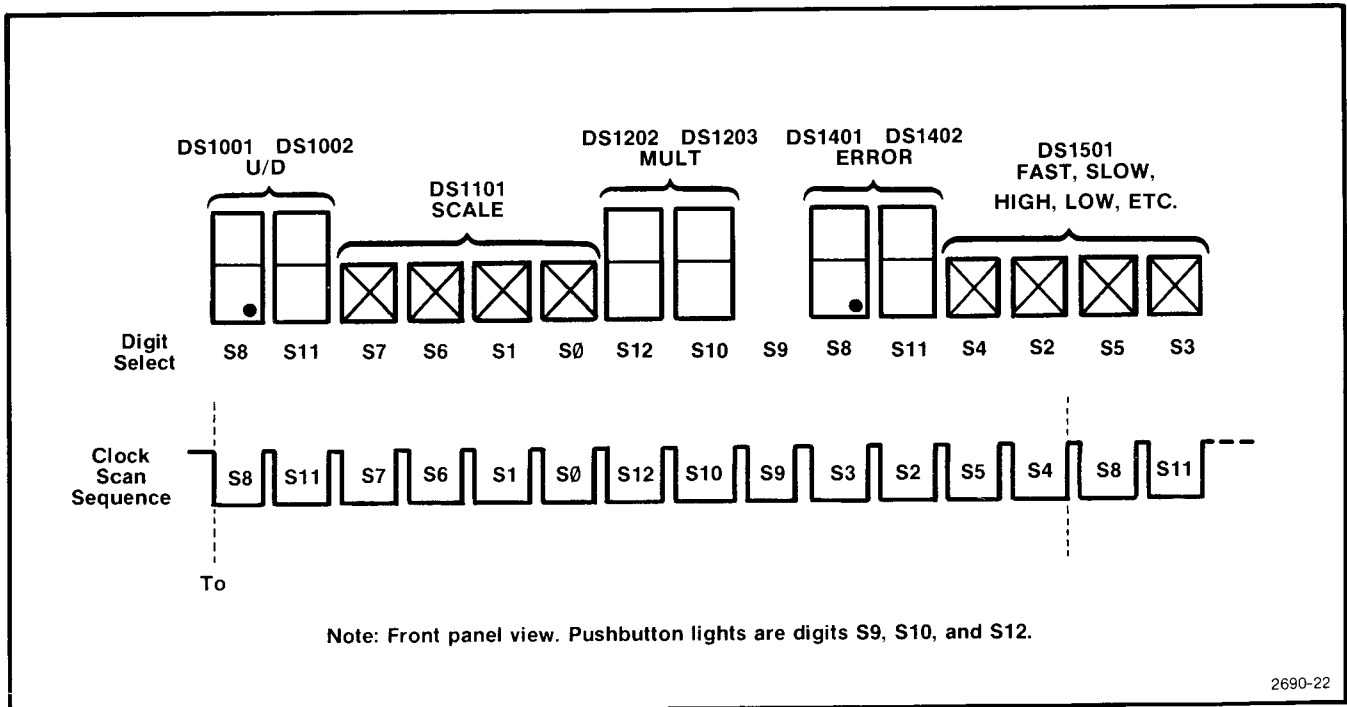 DS1001 DS1002
U/D
DS1101
SCALE
DS1202 DS1203
MULT
DS1401 DS1402
ERROR
DS1501
FAST, SLOW,
HIGH, LOW, ETC.
Digit
Select
S8 S11 S7 S6 S1 SØ S12 S10 S9 S8 S11 S4 S2 S5 S3
Clock
Scan
Sequence
S8 S11 S7 S6 S1 SØ S12 S10 S9 S3 S2 S5 S4 S8 S11
To
Note: Front panel view. Pushbutton lights are digits S9, S10, and S12.
2690-22